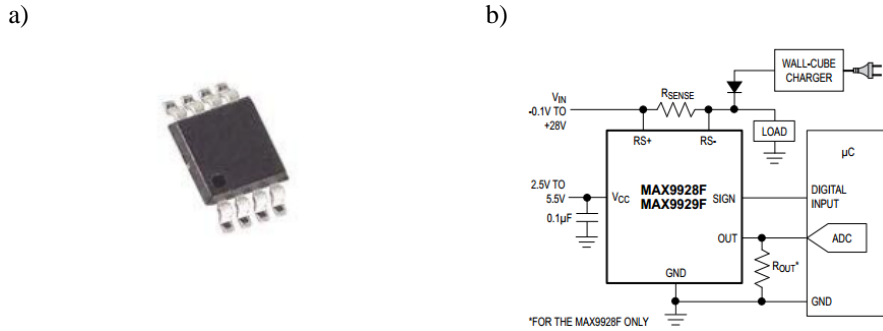 a)
b)
WALL-CUBE
CHARGER
RSENSE
VIN
-0.1V TO
+28V
LOAD
RS+
RS-
µC
2.5V TO
5.5V
VCC
MAX9928F
MAX9929F
SIGN
DIGITAL
INPUT
0.1µF
OUT
ADC
ROUT*
GND
GND
*FOR THE MAX9928F ONLY